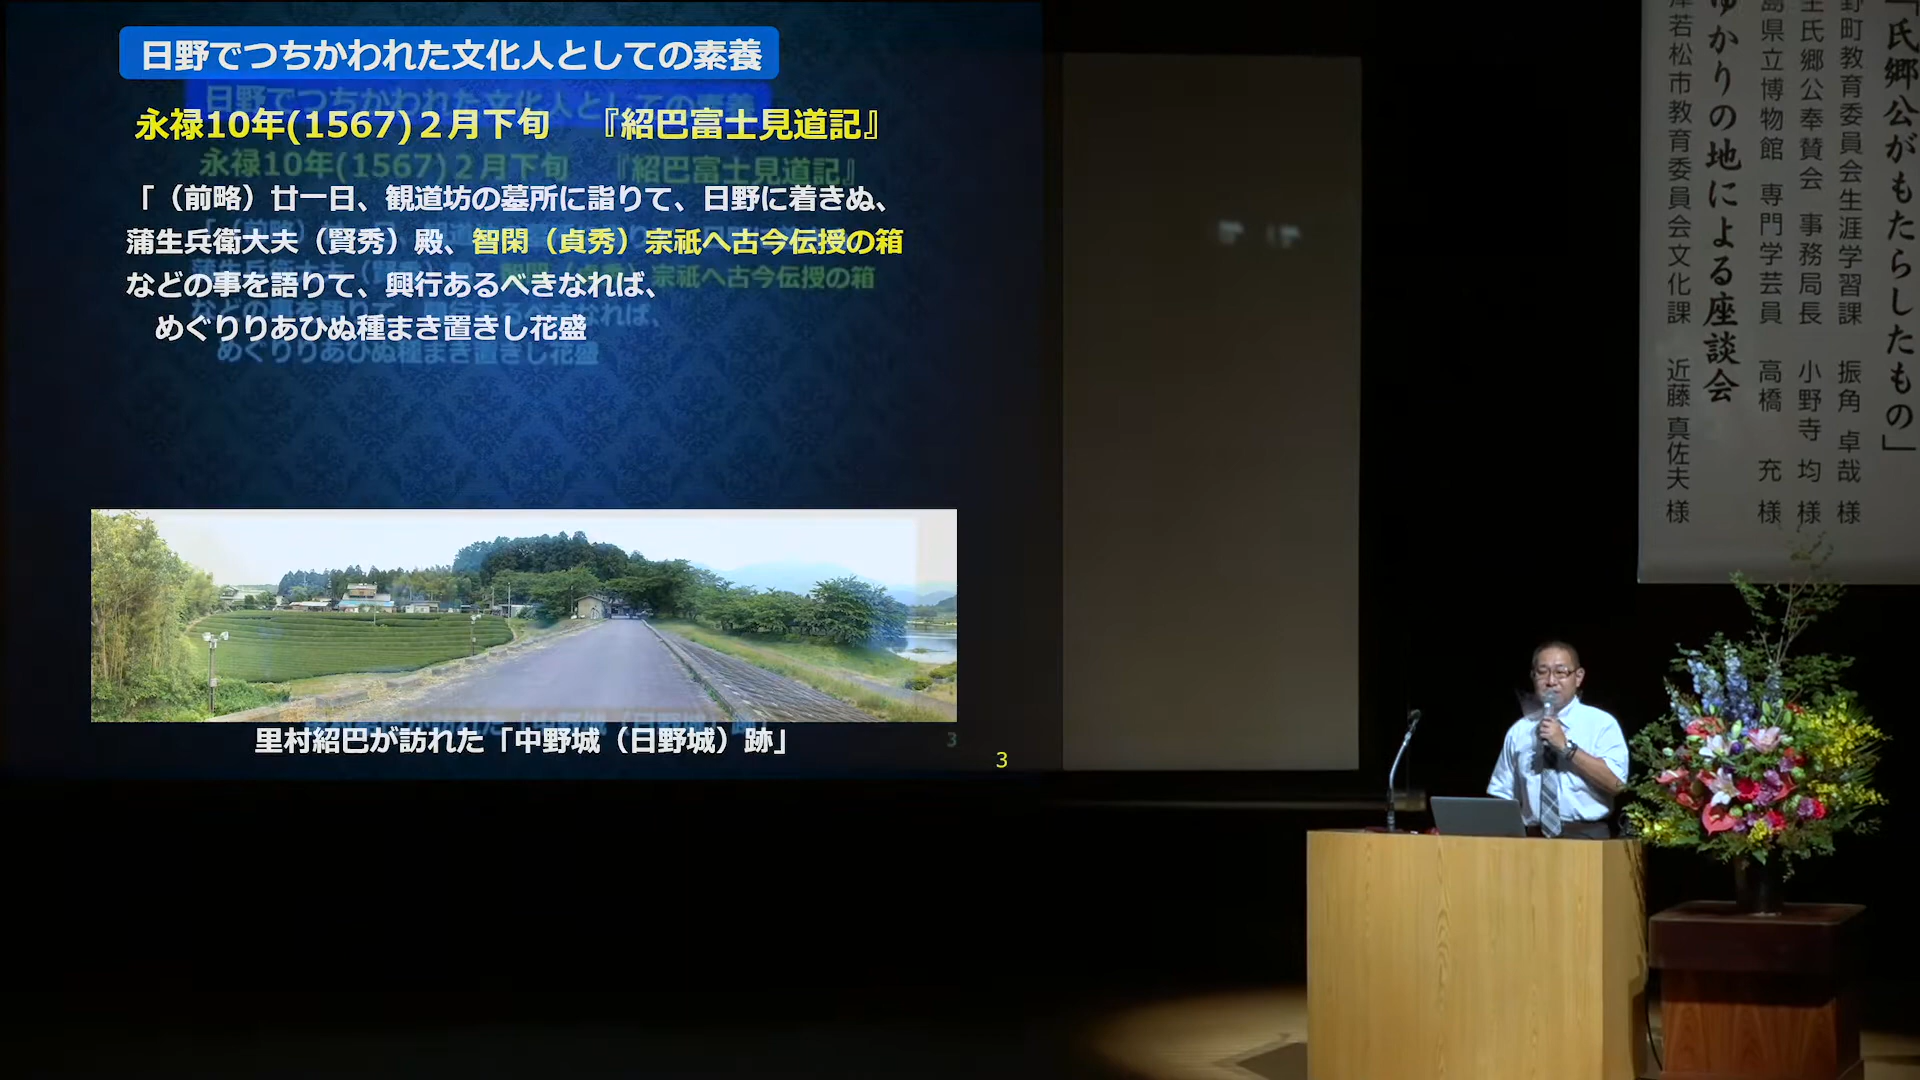 日野でつちかわれた文化人としての素養
永禄10年(1567)２月下旬　『紹巴富士見道記』
「（前略）廿一日、観道坊の墓所に詣りて、日野に着きぬ、
蒲生兵衛大夫（賢秀）殿、智閑（貞秀）宗祇へ古今伝授の箱
などの事を語りて、興行あるべきなれば、
めぐりりあひぬ種まき置きし花盛
里村紹巴が訪れた「中野城（日野城）跡」
3
3
「氏郷公がもたらしたもの」
野町教育委員会生涯学習課　振角 卓哉 様
生氏郷公奉賛会 事務局長　小野寺 均 様
島県立博物館 専門学芸員　高橋 充 様
ゆかりの地による座談会
津若松市教育委員会文化課　近藤 真佐夫 様